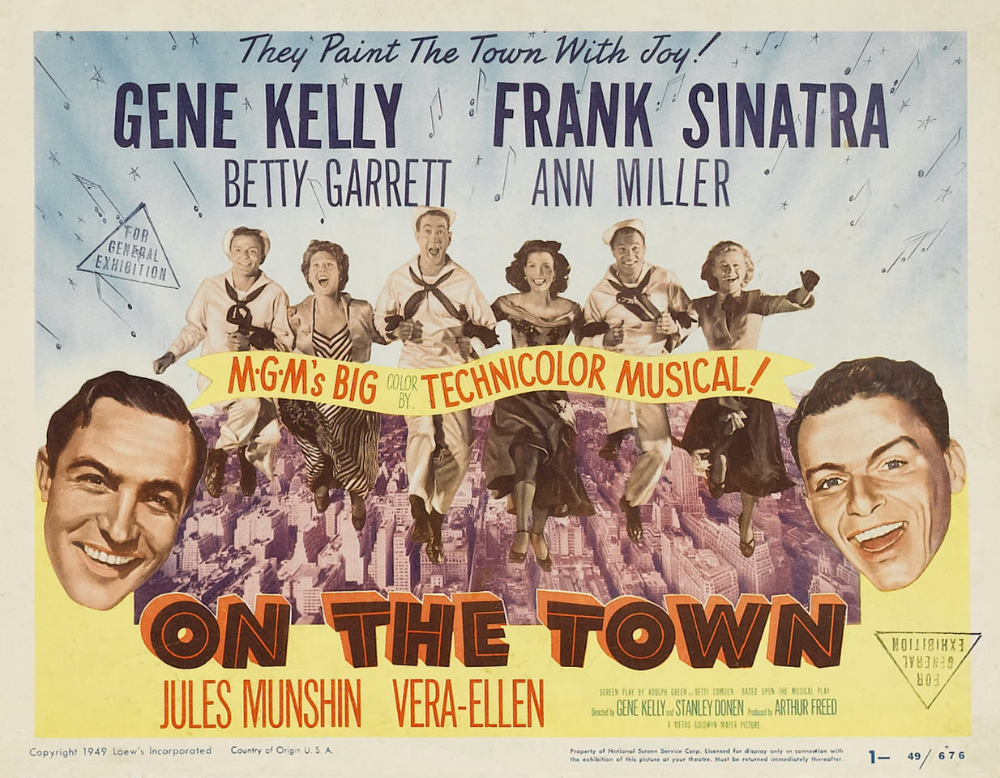 They Paint The Town With Joy!
GENE KELLY FRANK SINATRA
BETTY GARRETT ANN MILLER
FOR
GENERAL
EXHIBITION
M·G·M's BIG COLOR BY TECHNICOLOR MUSICAL!
ON THE TOWN
JULES MUNSHIN VERA-ELLEN
SCREEN PLAY BY ADOLPH GREEN AND BETTY COMDEN · BASED UPON THE MUSICAL PLAY
Directed by GENE KELLY and STANLEY DONEN Produced by ARTHUR FREED
A METRO-GOLDWYN-MAYER PICTURE
FOR
GENERAL
EXHIBITION
Copyright 1949 Loew's Incorporated Country of Origin U. S. A.
Property of National Screen Service Corp. Licensed for display only in connection with
the exhibition of this picture at your theatre. Must be returned immediately thereafter.
1— 49/676